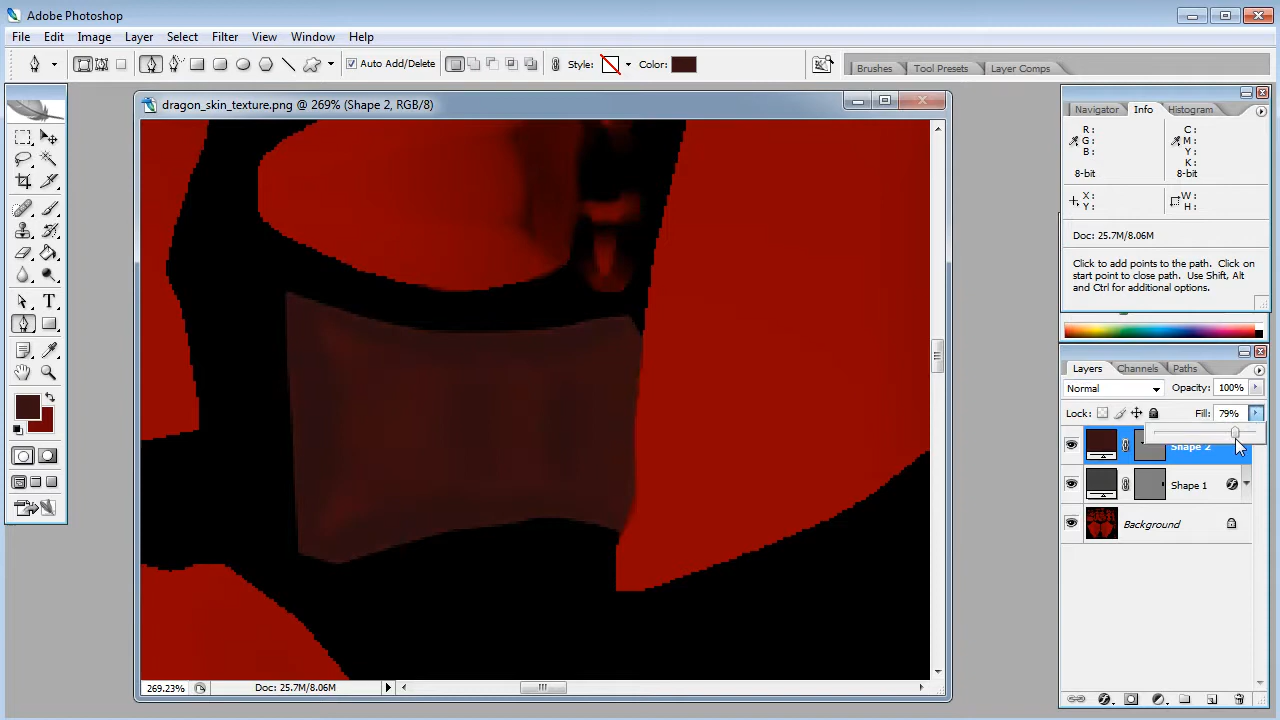 Adobe Photoshop
File Edit Image Layer Select Filter View Window Help
Auto Add/Delete Style: Color: Brushes Tool Presets Layer Comps
dragon_skin_texture.png @ 269% (Shape 2, RGB/8)
Navigator Info Histogram
R: C:
G: M:
B: Y:
K:
8-bit 8-bit
X: W:
Y: H:
Doc: 25.7M/8.06M
Click to add points to the path. Click on
start point to close path. Use Shift, Alt
and Ctrl for additional options.
Layers Channels Paths
Normal Opacity: 100%
Lock: Fill: 79%
Shape 2
Shape 1
Background
T
269.23% Doc: 25.7M/8.06M